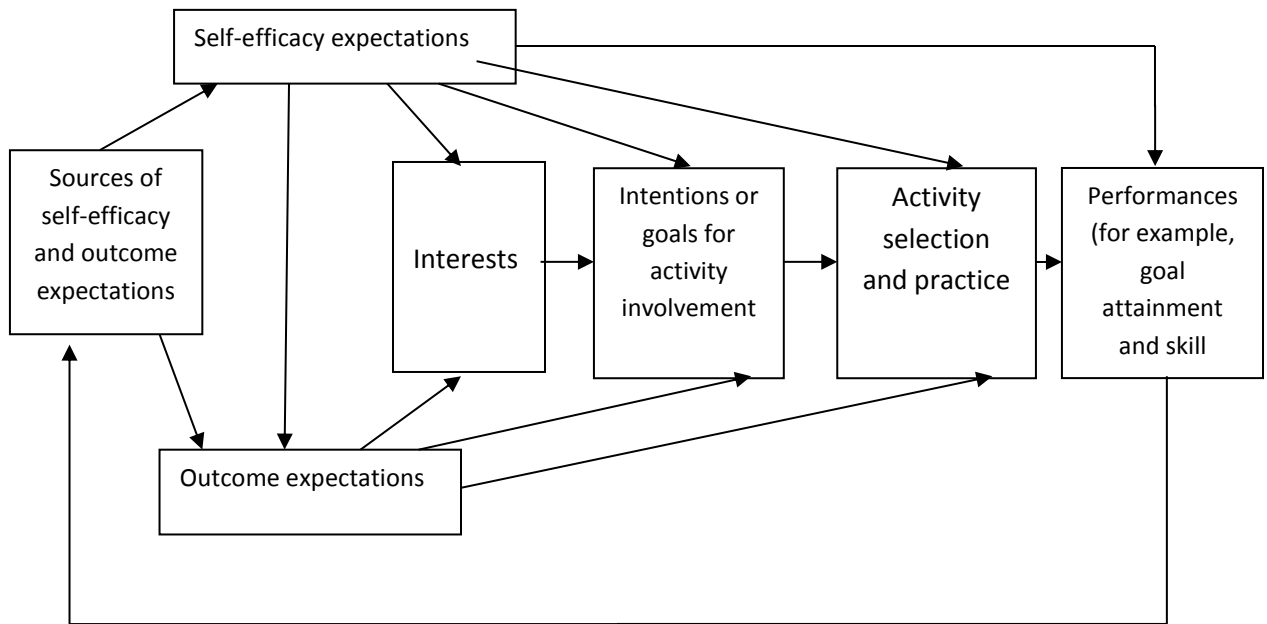 Self-efficacy expectations
Sources of
self-efficacy
and outcome
expectations
Interests
Intentions or
goals for
activity
involvement
Activity
selection
and practice
Performances
(for example,
goal
attainment
and skill
Outcome expectations